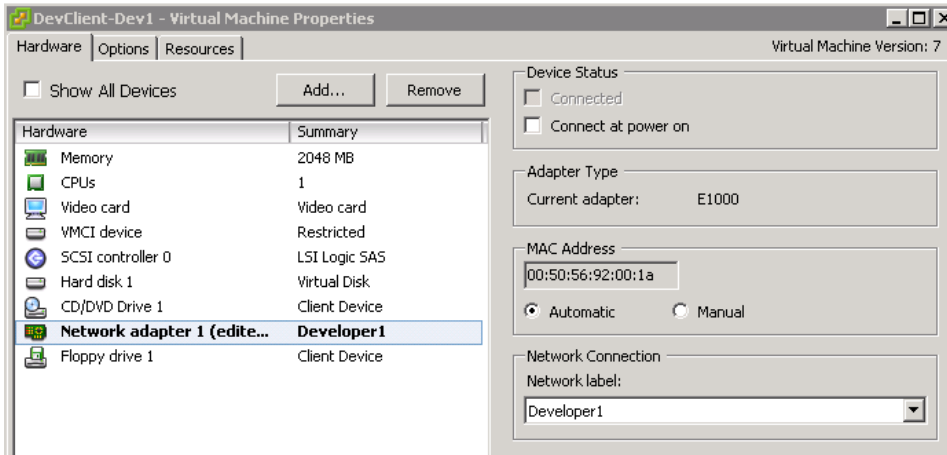 DevClient-Dev1 - Virtual Machine Properties
Hardware Options Resources
Virtual Machine Version: 7
Show All Devices
Add...
Remove
Hardware Summary
Memory 2048 MB
CPUs 1
Video card Video card
VMCI device Restricted
SCSI controller 0 LSI Logic SAS
Hard disk 1 Virtual Disk
CD/DVD Drive 1 Client Device
Network adapter 1 (edite... Developer1
Floppy drive 1 Client Device
Device Status
Connected
Connect at power on
Adapter Type
Current adapter: E1000
MAC Address
00:50:56:92:00:1a
Automatic Manual
Network Connection
Network label:
Developer1